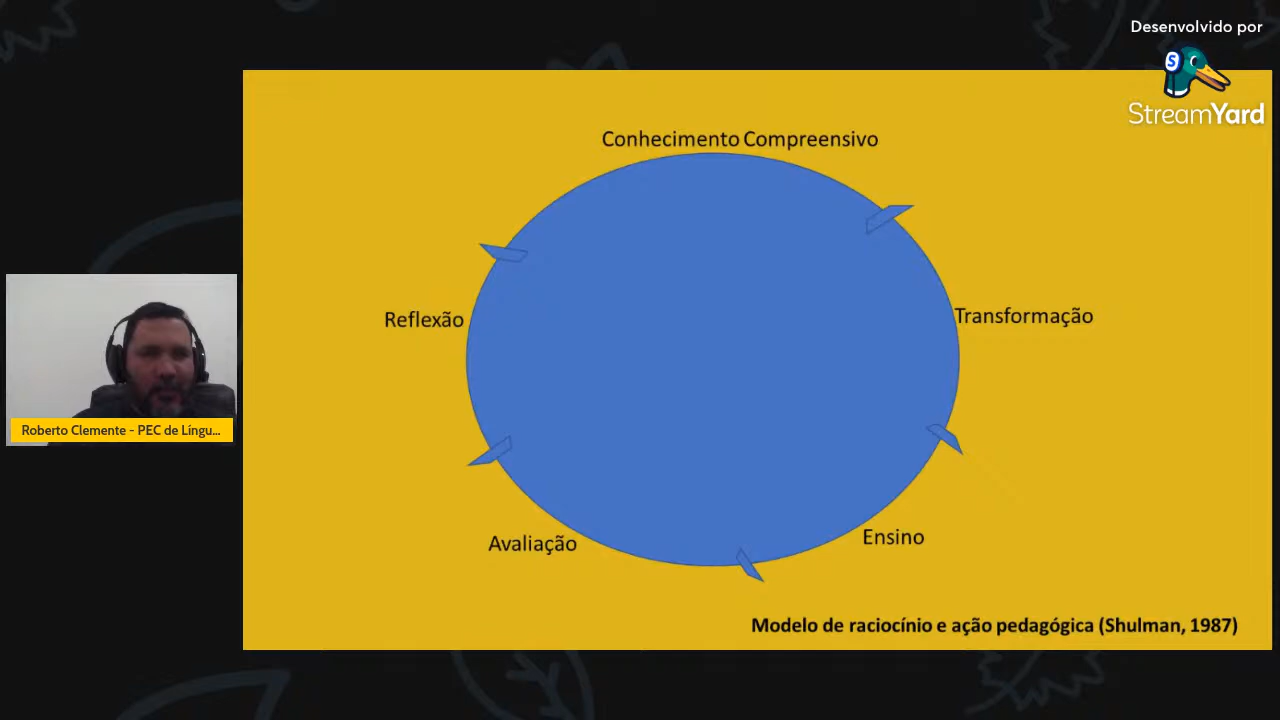 Desenvolvido por
S
StreamYard
Conhecimento Compreensivo
Reflexão
Transformação
Roberto Clemente - PEC de Língu...
Avaliação
Ensino
Modelo de raciocínio e ação pedagógica (Shulman, 1987)